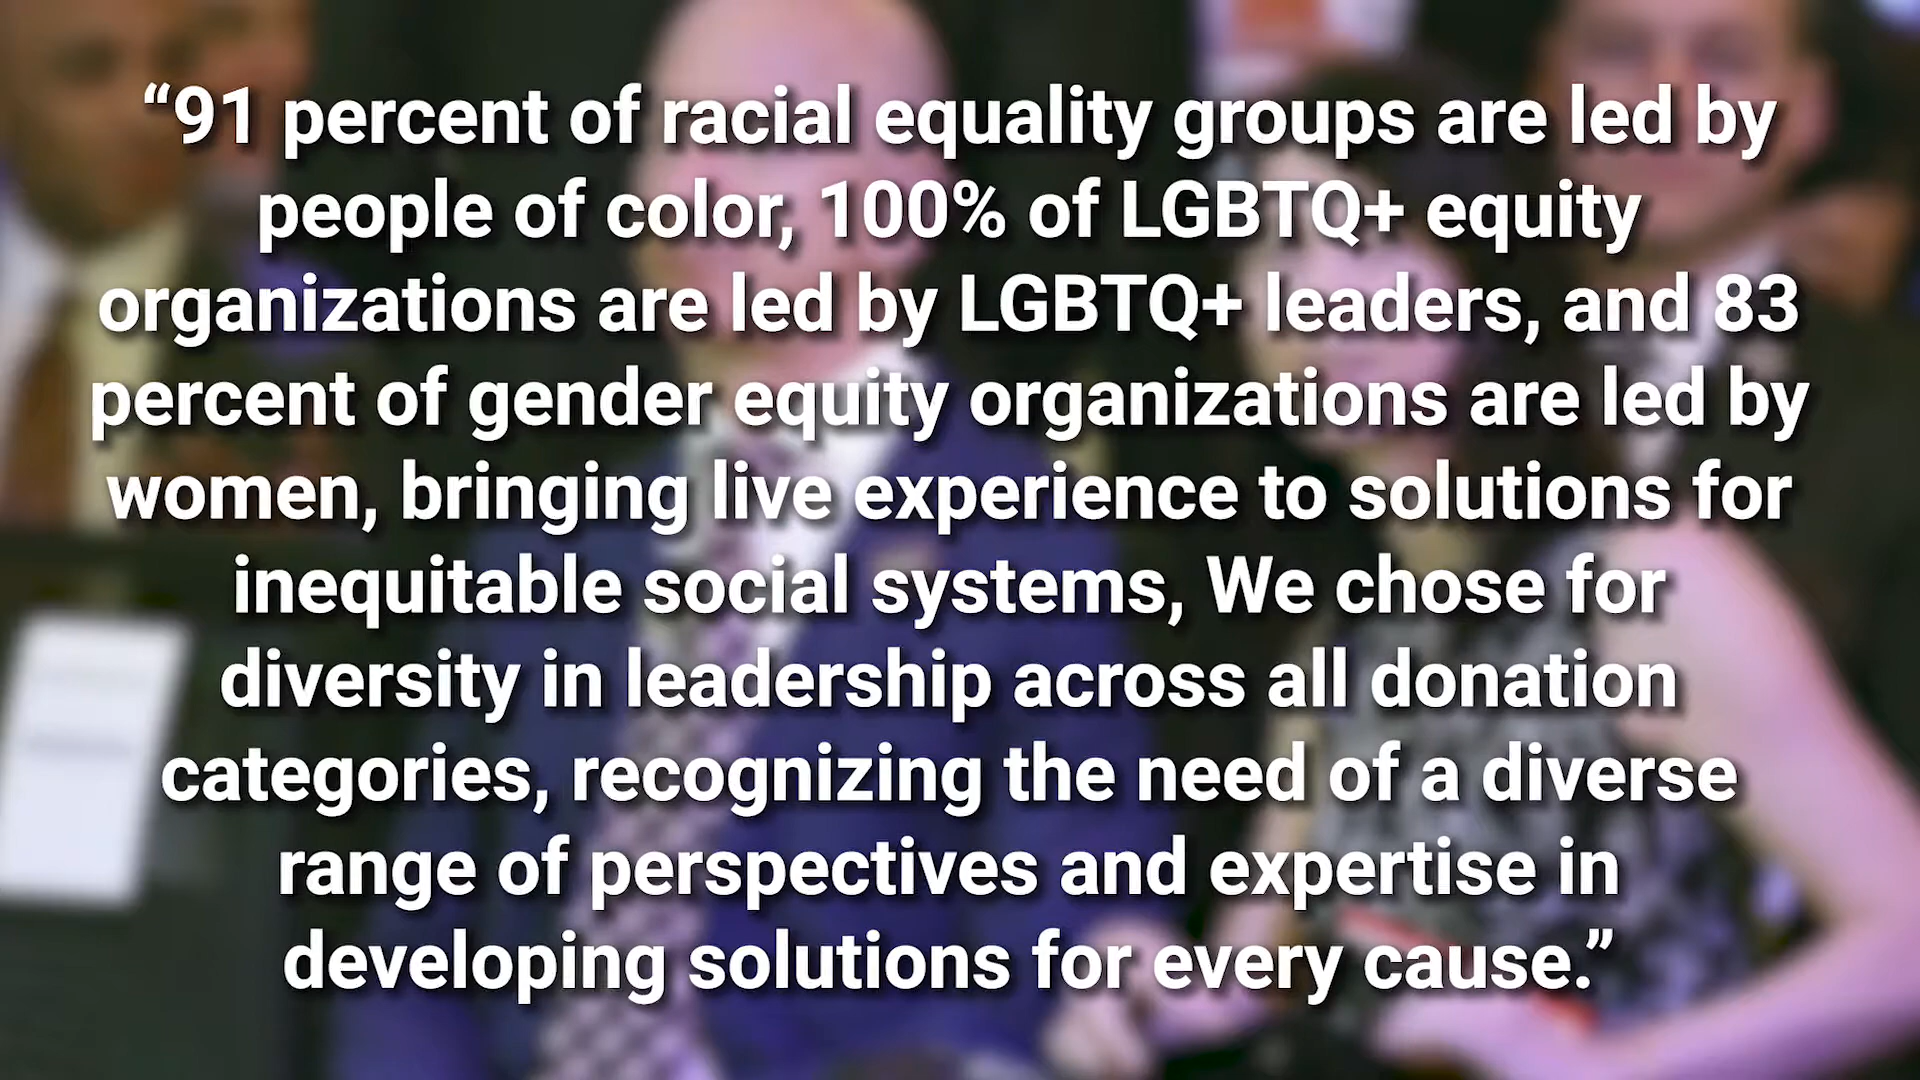 “91 percent of racial equality groups are led by
people of color, 100% of LGBTQ+ equity
organizations are led by LGBTQ+ leaders, and 83
percent of gender equity organizations are led by
women, bringing live experience to solutions for
inequitable social systems, We chose for
diversity in leadership across all donation
categories, recognizing the need of a diverse
range of perspectives and expertise in
developing solutions for every cause.”